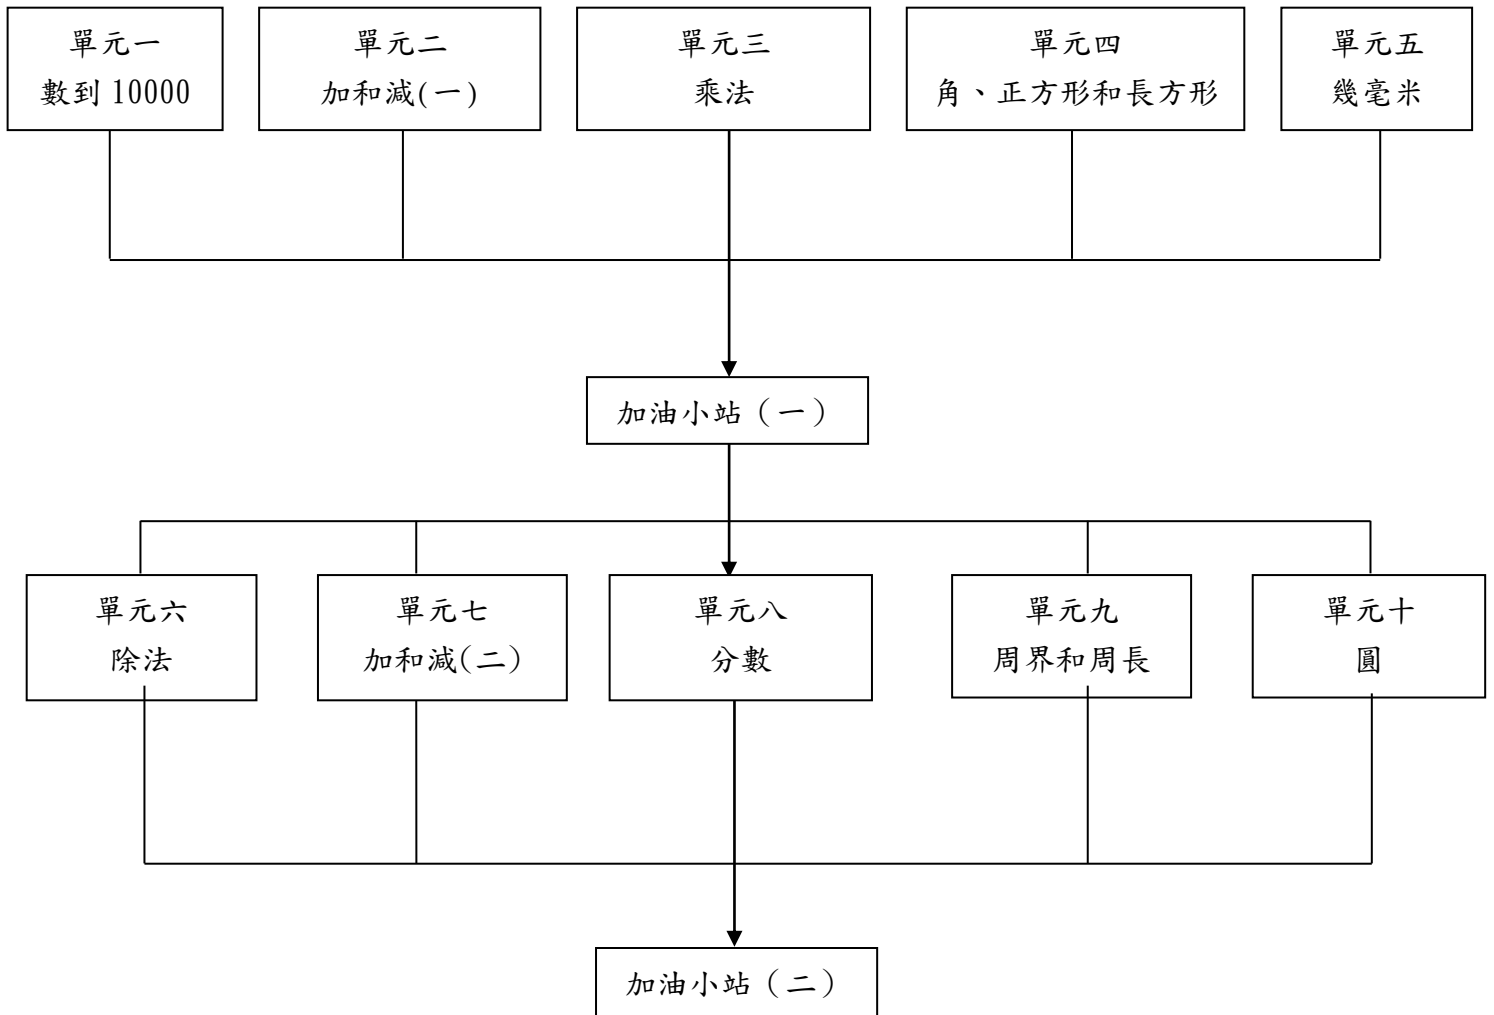 單元一
數到 10000
單元二
加和減(一)
單元三
乘法
單元四
角、正方形和長方形
單元五
幾毫米
加油小站（一）
單元六
除法
單元七
加和減(二)
單元八
分數
單元九
周界和周長
單元十
圓
加油小站（二）